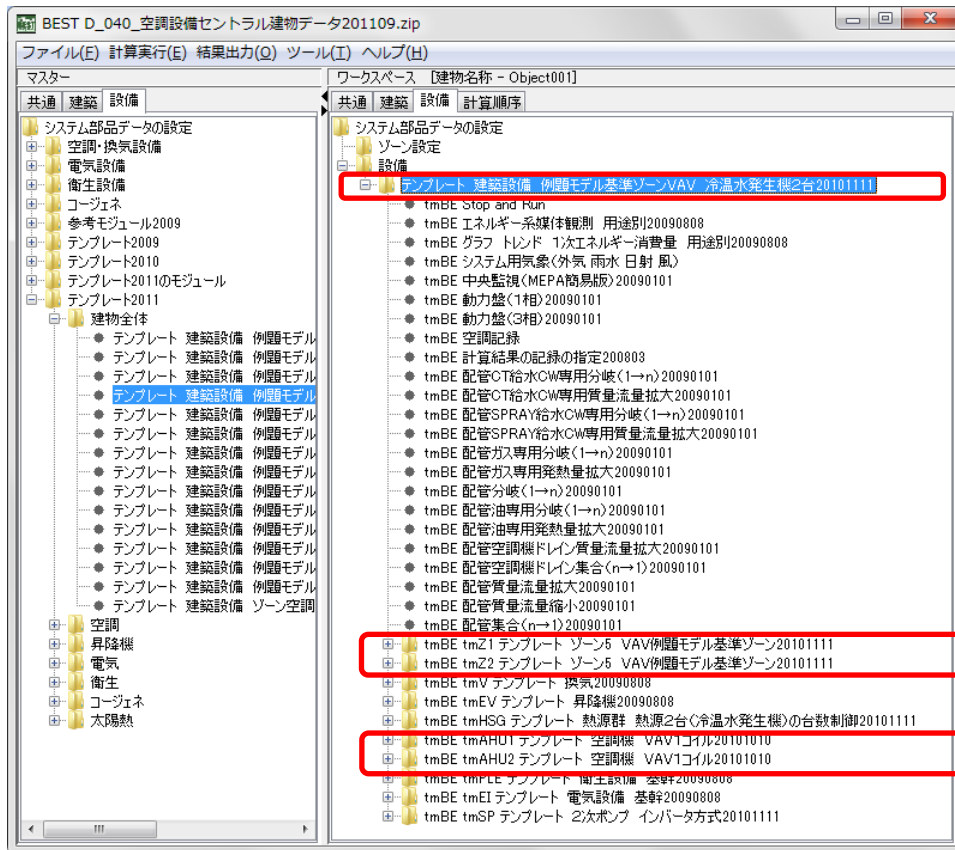 BEST D_040_空調設備セントラル建物データ201109.zip
ファイル(F) 計算実行(E) 結果出力(O) ツール(T) ヘルプ(H)
マスター
共通 建築 設備
システム部品データの設定
空調・換気設備
電気設備
衛生設備
コージェネ
参考モジュール2009
テンプレート2009
テンプレート2010
テンプレート2011のモジュール
テンプレート2011
建物全体
テンプレート 建築設備 例題モデル
テンプレート 建築設備 例題モデル
テンプレート 建築設備 例題モデル
テンプレート 建築設備 例題モデル
テンプレート 建築設備 例題モデル
テンプレート 建築設備 例題モデル
テンプレート 建築設備 例題モデル
テンプレート 建築設備 例題モデル
テンプレート 建築設備 例題モデル
テンプレート 建築設備 例題モデル
テンプレート 建築設備 例題モデル
テンプレート 建築設備 例題モデル
テンプレート 建築設備 例題モデル
テンプレート 建築設備 例題モデル
テンプレート 建築設備 ゾーン空調
空調
昇降機
電気
衛生
コージェネ
太陽熱
ワークスペース [建物名称 - Object001]
共通 建築 設備 計算順序
システム部品データの設定
ゾーン設定
設備
テンプレート 建築設備 例題モデル基準ゾーンVAV 冷温水発生機2台20101111
tmBE Stop and Run
tmBE エネルギー系媒体観測 用途別20090808
tmBE グラフ トレンド 1次エネルギー消費量 用途別20090808
tmBE システム用気象(外気 雨水 日射 風)
tmBE 中央監視(MEPA簡易版)20090101
tmBE 動力盤(1相)20090101
tmBE 動力盤(3相)20090101
tmBE 空調記録
tmBE 計算結果の記録の指定200803
tmBE 配管CT給水CW専用分岐(1→n)20090101
tmBE 配管CT給水CW専用質量流量拡大20090101
tmBE 配管SPRAY給水CW専用分岐(1→n)20090101
tmBE 配管SPRAY給水CW専用質量流量拡大20090101
tmBE 配管ガス専用分岐(1→n)20090101
tmBE 配管ガス専用発熱量拡大20090101
tmBE 配管分岐(1→n)20090101
tmBE 配管油専用分岐(1→n)20090101
tmBE 配管油専用発熱量拡大20090101
tmBE 配管空調機ドレイン質量流量拡大20090101
tmBE 配管空調機ドレイン集合(n→1)20090101
tmBE 配管質量流量拡大20090101
tmBE 配管質量流量縮小20090101
tmBE 配管集合(n→1)20090101
tmBE tmZ1 テンプレート ゾーン5 VAV例題モデル基準ゾーン20101111
tmBE tmZ2 テンプレート ゾーン5 VAV例題モデル基準ゾーン20101111
tmBE tmV テンプレート 換気20090808
tmBE tmEV テンプレート 昇降機20090808
tmBE tmHSG テンプレート 熱源群 熱源2台(冷温水発生機)の台数制御20101111
tmBE tmAHU1 テンプレート 空調機 VAV1コイル20101010
tmBE tmAHU2 テンプレート 空調機 VAV1コイル20101010
tmBE tmPLE テンプレート 衛生設備 基幹20090808
tmBE tmEI テンプレート 電気設備 基幹20090808
tmBE tmSP テンプレート 2次ポンプ インバータ方式20101111